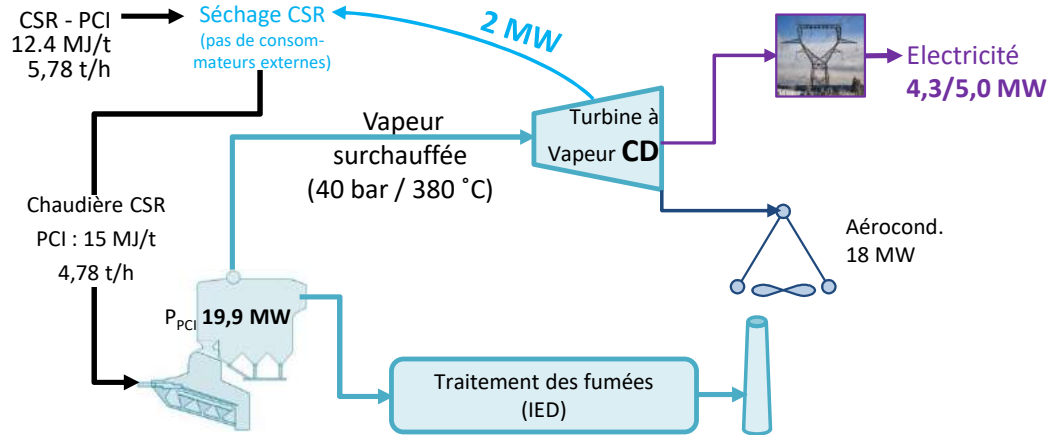 CSR - PCI
12.4 MJ/t
5,78 t/h
Séchage CSR
(pas de consom-
mateurs externes)
2 MW
Electricité
4,3/5,0 MW
Turbine à
Vapeur CD
Vapeur
surchauffée
(40 bar / 380 °C)
Chaudière CSR
PCI : 15 MJ/t
4,78 t/h
Aérocond.
18 MW
PPCI 19,9 MW
Traitement des fumées
(IED)